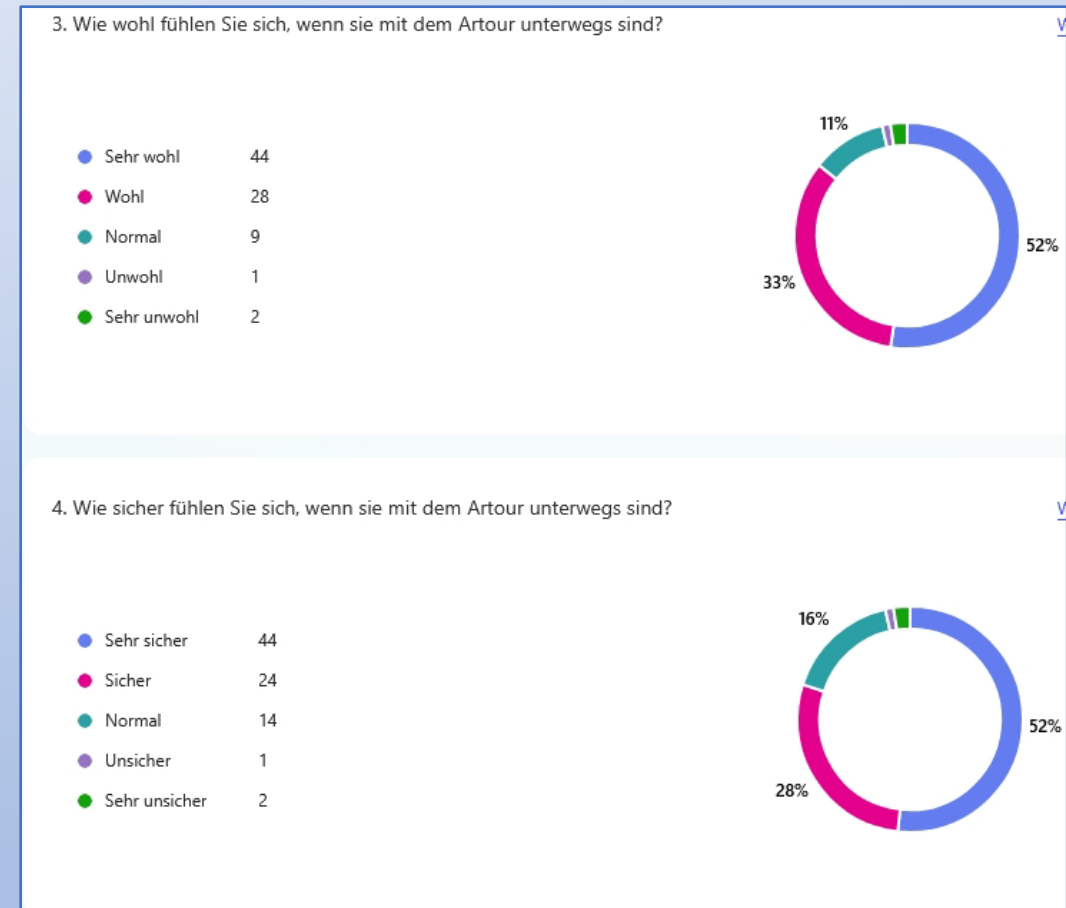 3. Wie wohl fühlen Sie sich, wenn sie mit dem Artour unterwegs sind?
Sehr wohl 44
Wohl 28
Normal 9
Unwohl 1
Sehr unwohl 2
11%
52%
33%
4. Wie sicher fühlen Sie sich, wenn sie mit dem Artour unterwegs sind?
Sehr sicher 44
Sicher 24
Normal 14
Unsicher 1
Sehr unsicher 2
16%
52%
28%